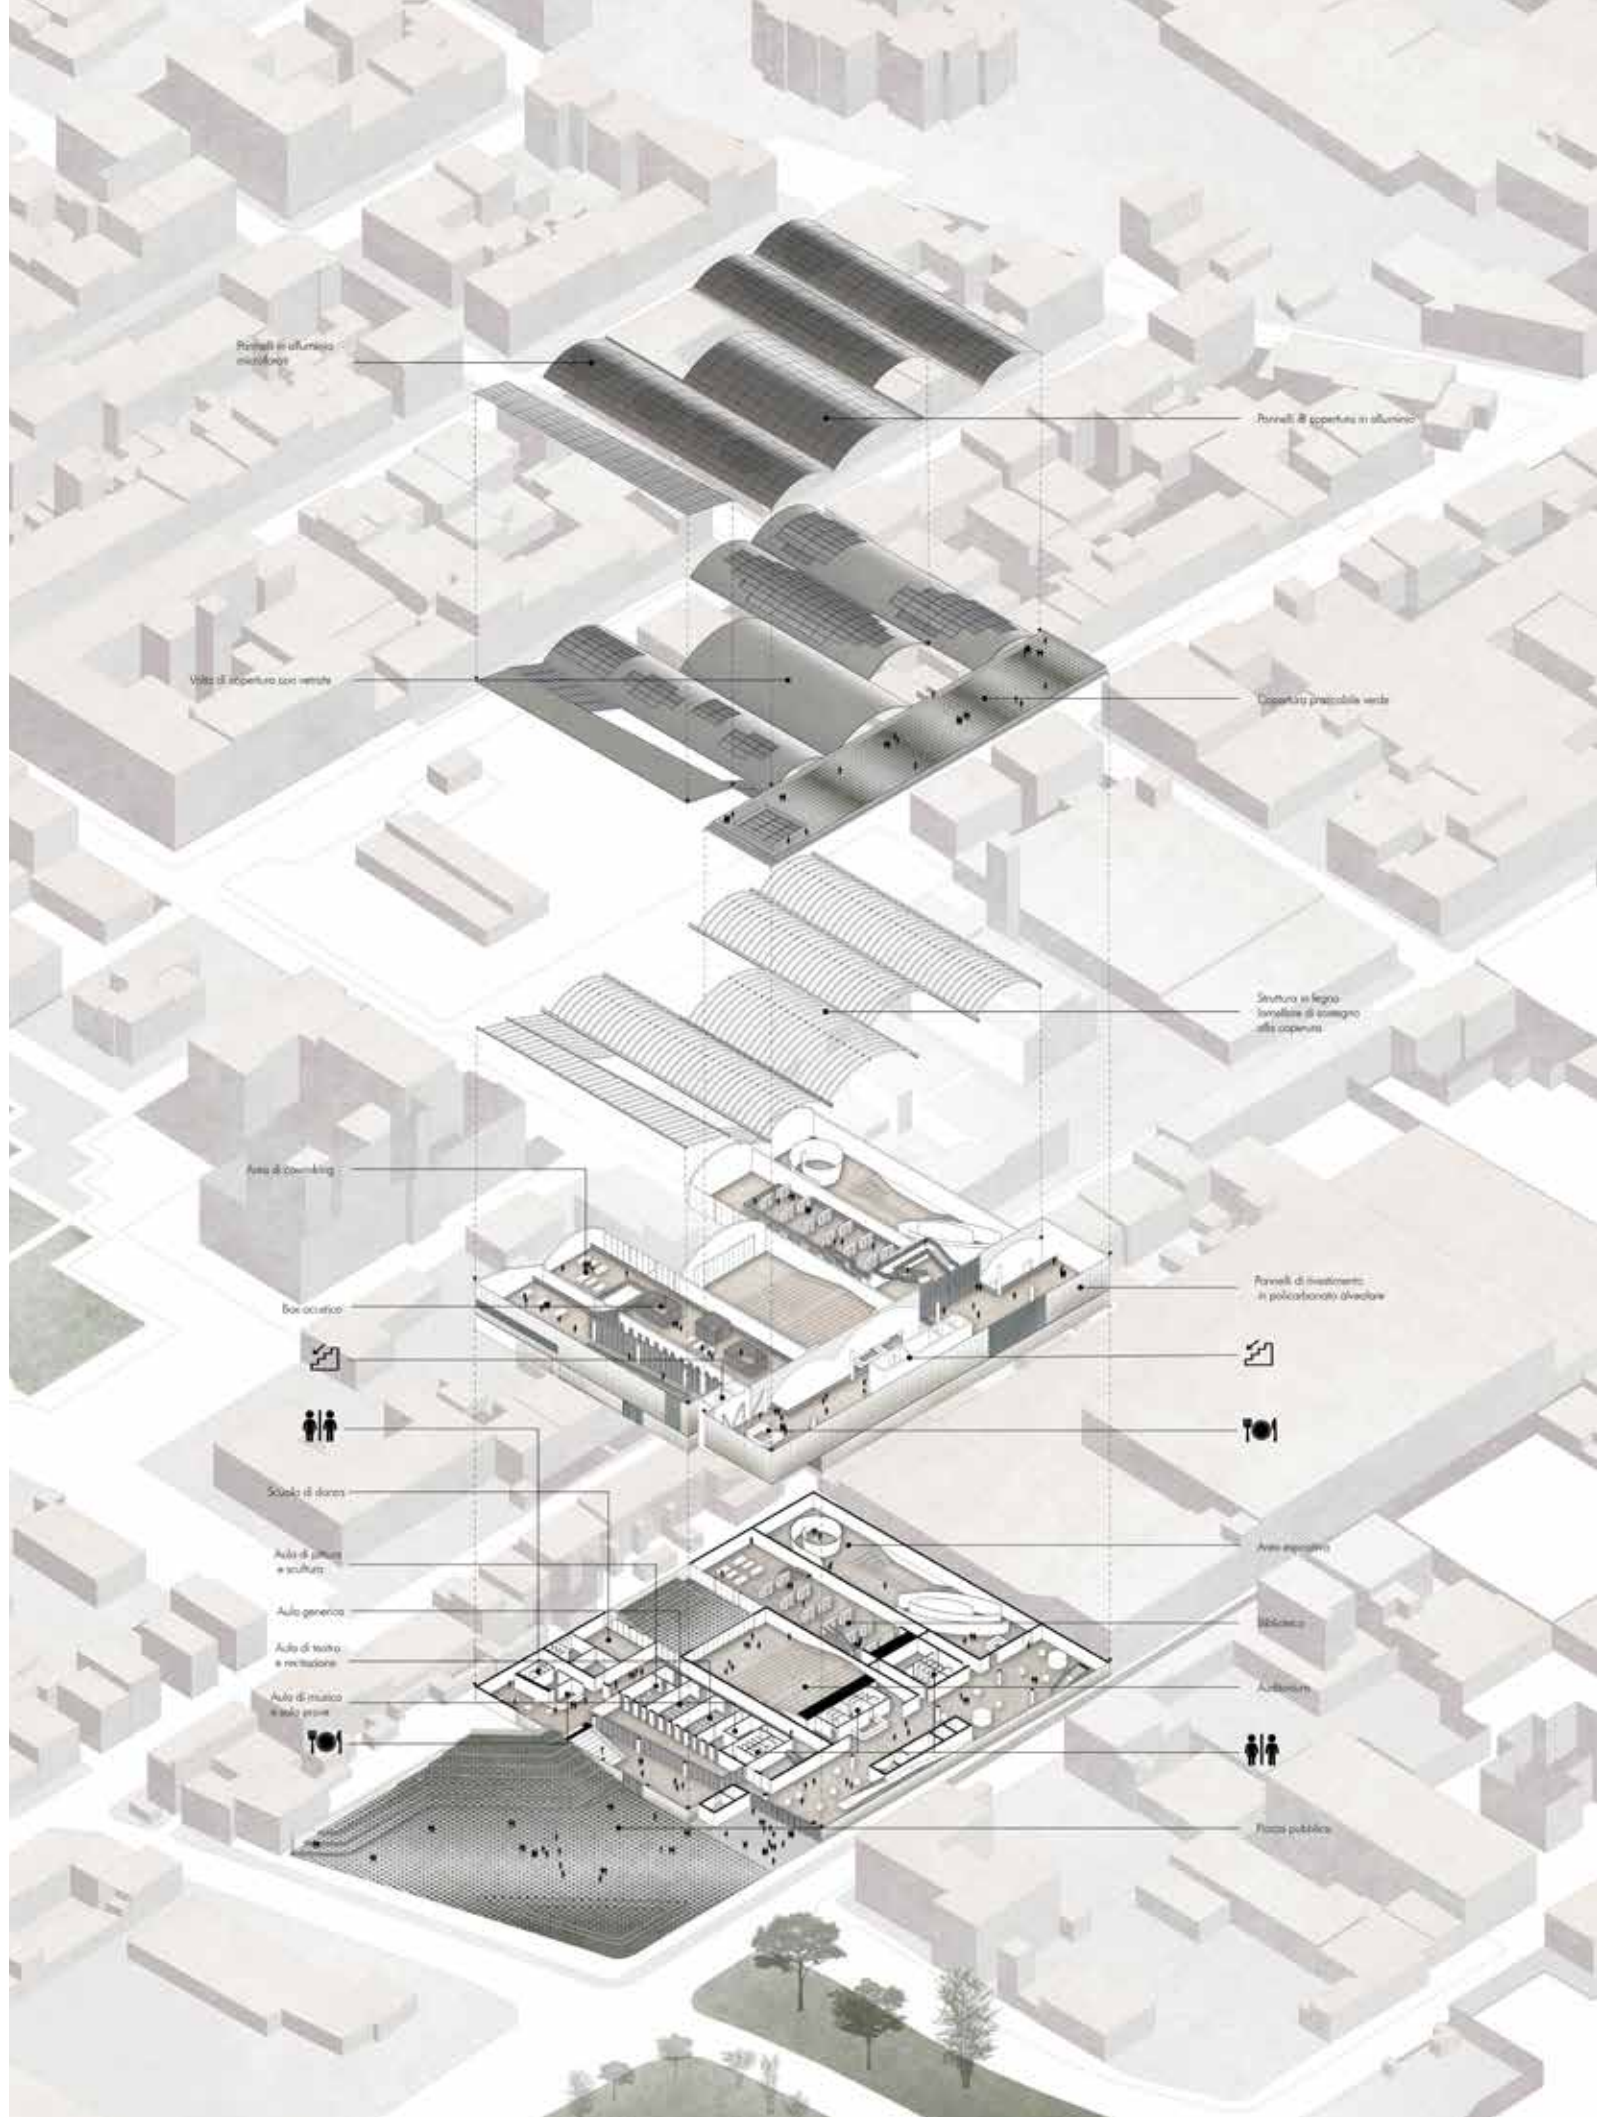 Pannelli in alluminio
microforati
Pannelli di copertura in alluminio
Volta di copertura con vetrate
Copertura praticabile verde
Struttura in legno
lamellare di sostegno
alla copertura
Area di coworking
Pannelli di rivestimento
in policarbonato alveolare
Box acustico
Scuola di danza
Aula di pittura
e scultura
Area espositiva
Aula generica
Biblioteca
Aula di teatro
e recitazione
Auditorium
Aula di musica
e sala prove
Piazza pubblica